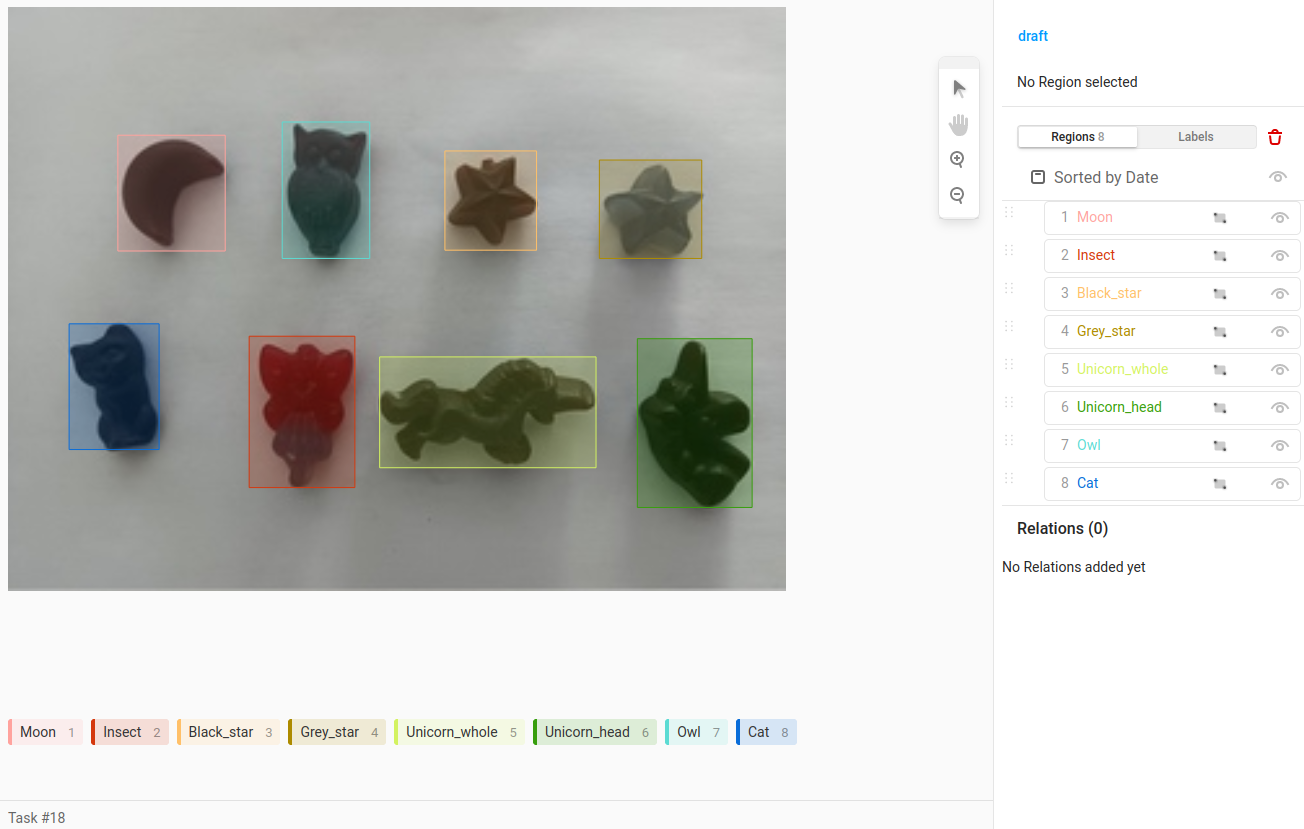 draft
No Region selected
Regions 8
Labels
Sorted by Date
1 Moon
2 Insect
3 Black_star
4 Grey_star
5 Unicorn_whole
6 Unicorn_head
7 Owl
8 Cat
Relations (0)
No Relations added yet
Moon 1 Insect 2 Black_star 3 Grey_star 4 Unicorn_whole 5 Unicorn_head 6 Owl 7 Cat 8
Task #18